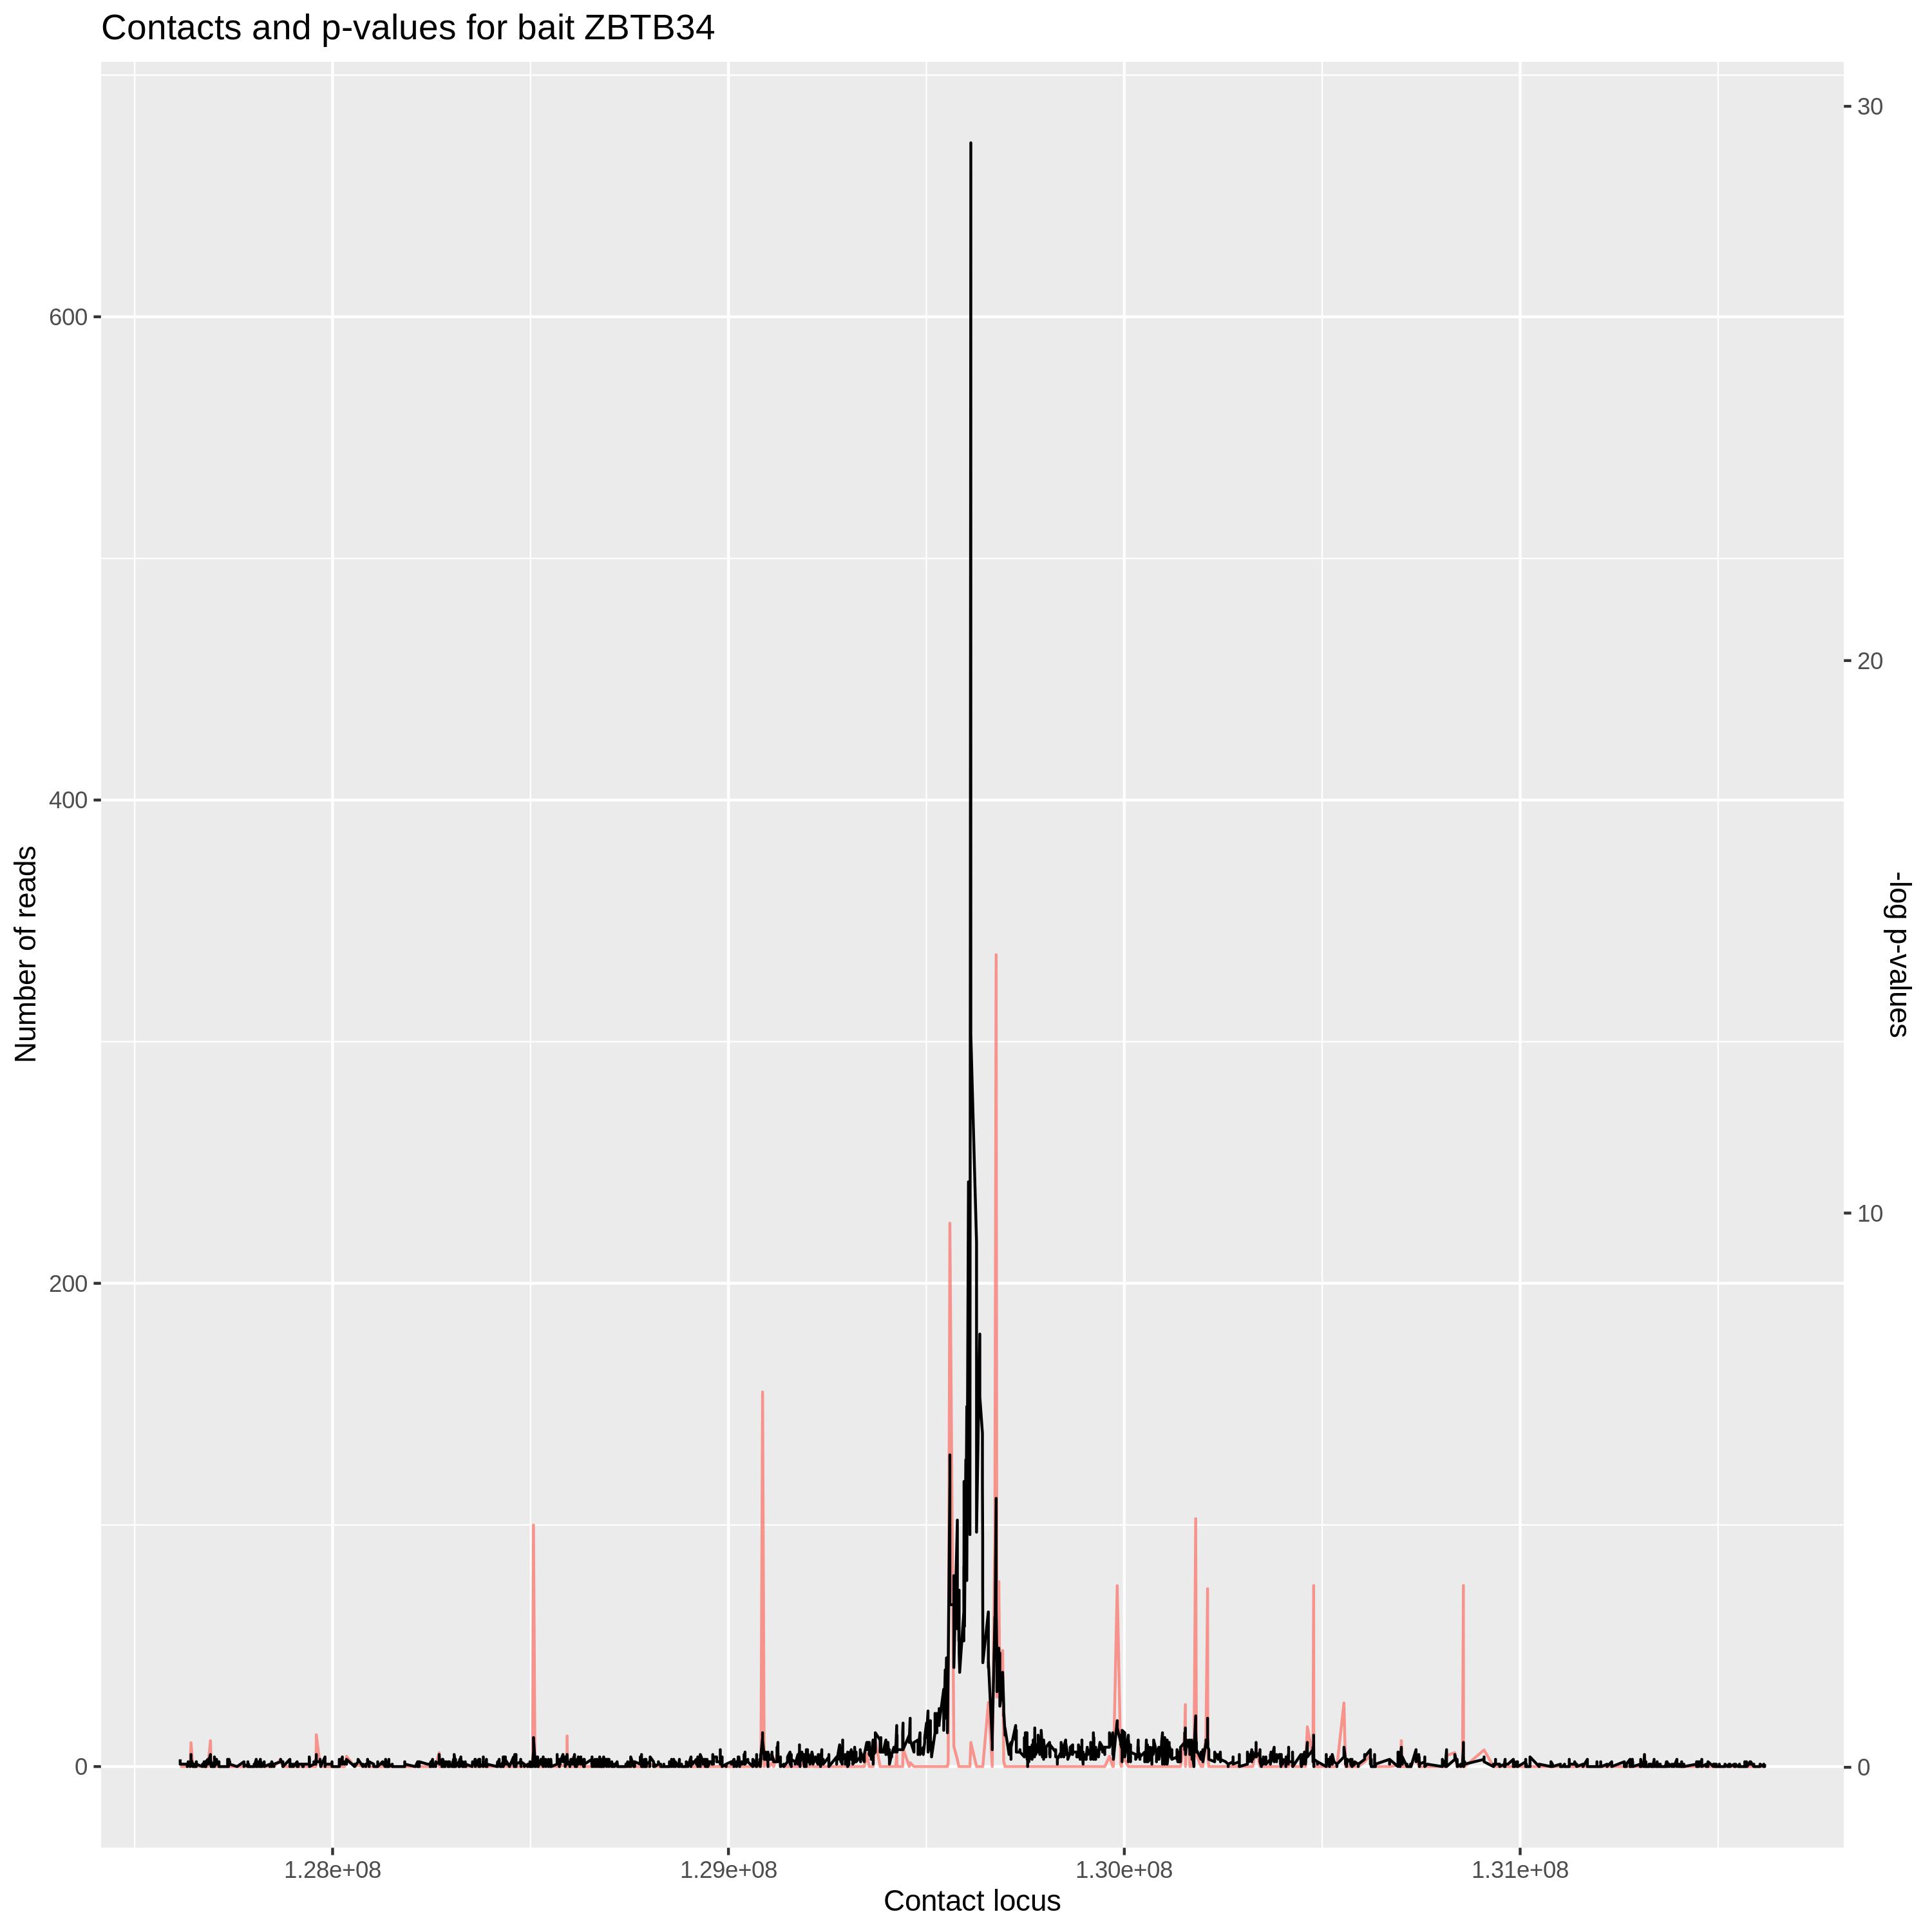 Contacts and p-values for bait ZBTB34
Number of reads
600
400
200
0
30
20
10
0
-log p-values
1.28e+08
1.29e+08
1.30e+08
1.31e+08
Contact locus